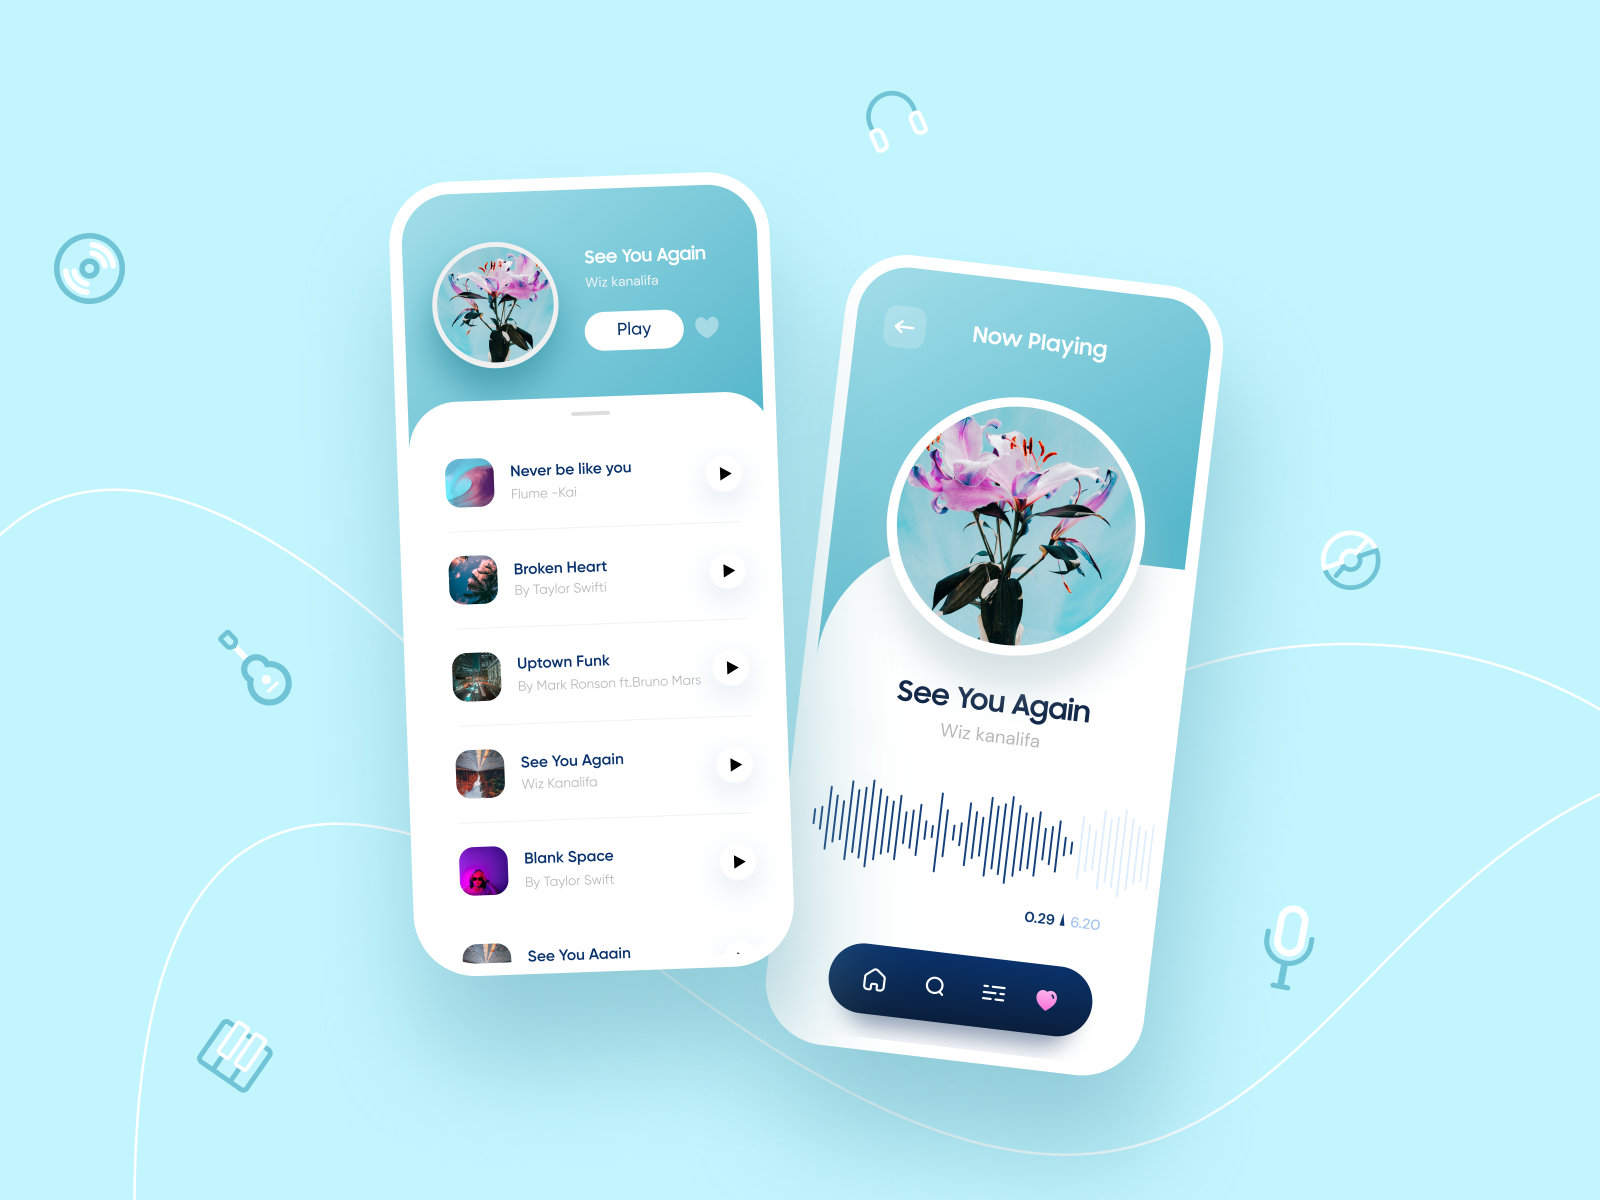 See You Again
Wiz kanalifa
Play
Never be like you
Flume -Kai
Broken Heart
By Taylor Swifti
Uptown Funk
By Mark Ronson ft.Bruno Mars
See You Again
Wiz Kanalifa
Blank Space
By Taylor Swift
See You Again
Now Playing
See You Again
Wiz kanalifa
0.29 6.20